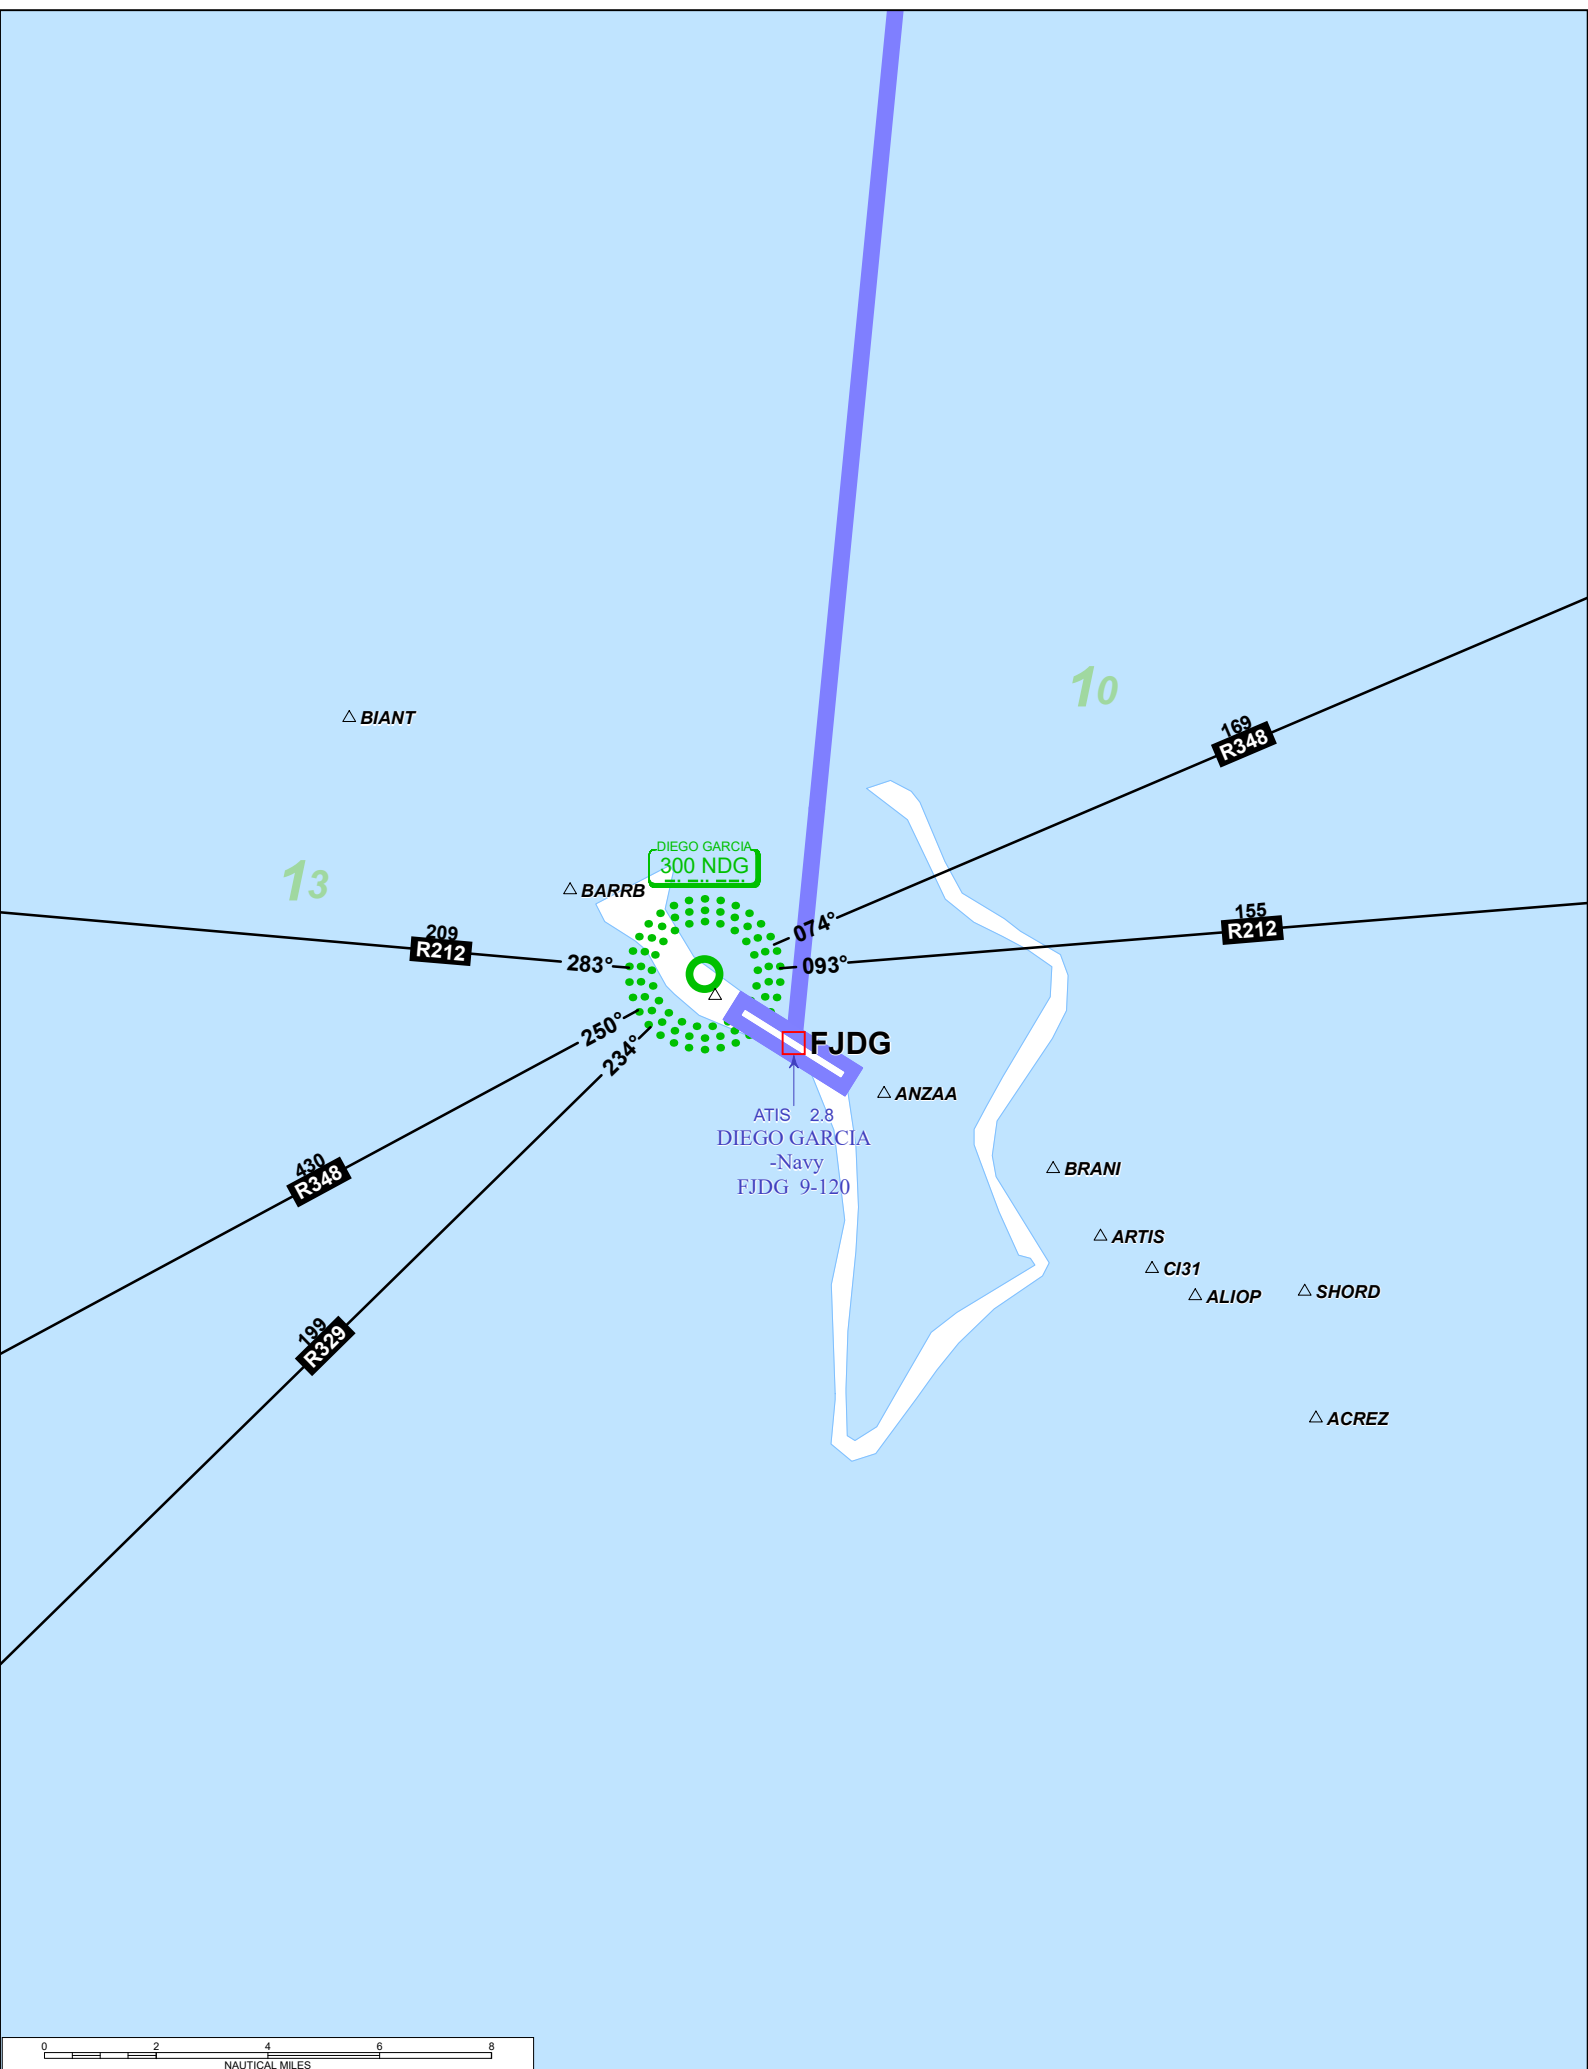 10
BIANT
169
R348
DIEGO GARCIA
300 NDG
13
BARRB
155
R212
074°
209
R212
283°
093°
250°
234°
FJDG
ANZAA
ATIS 2.8
DIEGO GARCIA
-Navy
FJDG 9-120
430
R348
BRANI
ARTIS
CI31
ALIOP
SHORD
199
R329
ACREZ
0 2 4 6 8
NAUTICAL MILES